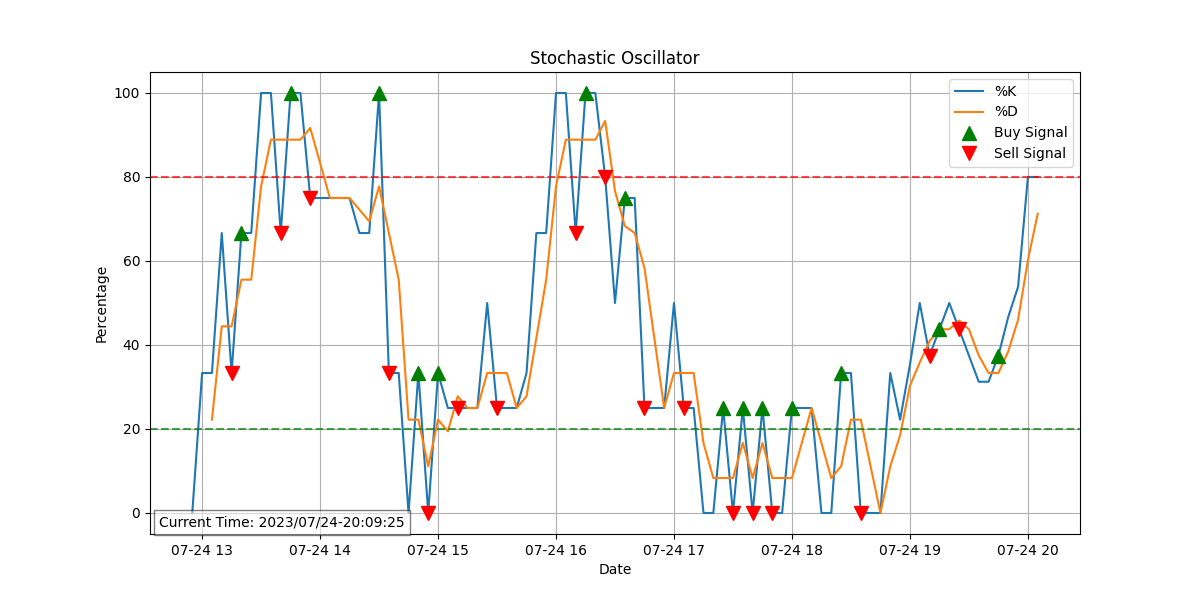 Stochastic Oscillator
%K
%D
Buy Signal
Sell Signal
Percentage
100
80
60
40
20
0
Current Time: 2023/07/24-20:09:25
07-24 13
07-24 14
07-24 15
07-24 16
07-24 17
07-24 18
07-24 19
07-24 20
Date